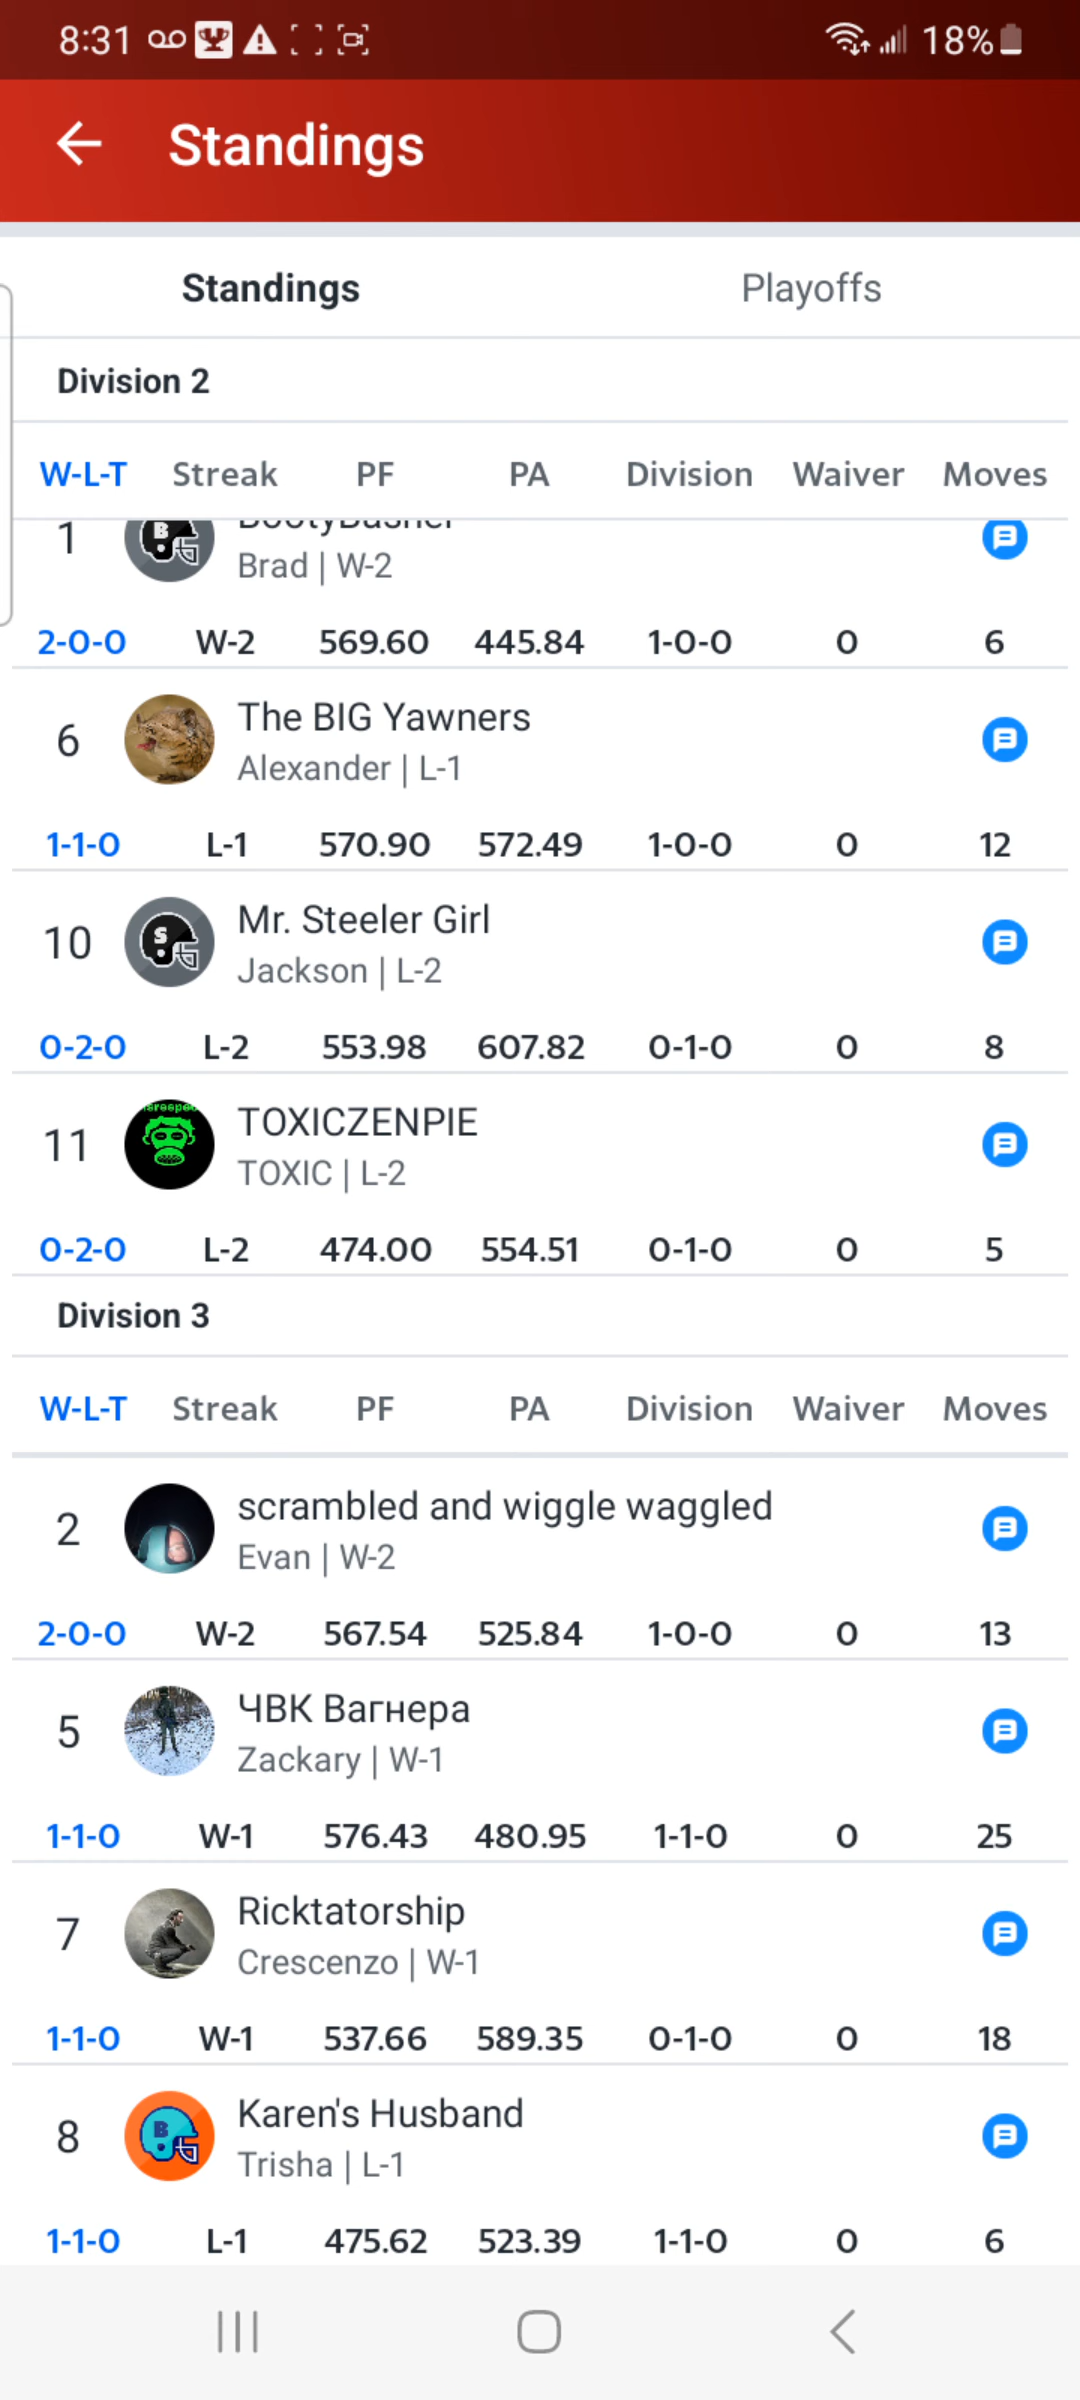 8:31 18%
Standings
Standings Playoffs
Division 2
W-L-T Streak PF PA Division Waiver Moves
1 B
Brad | W-2
2-0-0 W-2 569.60 445.84 1-0-0 0 6
6 The BIG Yawners
Alexander | L-1
1-1-0 L-1 570.90 572.49 1-0-0 0 12
10 S Mr. Steeler Girl
Jackson | L-2
0-2-0 L-2 553.98 607.82 0-1-0 0 8
11 TOXICZENPIE
TOXIC | L-2
0-2-0 L-2 474.00 554.51 0-1-0 0 5
Division 3
W-L-T Streak PF PA Division Waiver Moves
2 scrambled and wiggle waggled
Evan | W-2
2-0-0 W-2 567.54 525.84 1-0-0 0 13
5 ЧВК Вагнера
Zackary | W-1
1-1-0 W-1 576.43 480.95 1-1-0 0 25
7 Ricktatorship
Crescenzo | W-1
1-1-0 W-1 537.66 589.35 0-1-0 0 18
8 B Karen's Husband
Trisha | L-1
1-1-0 L-1 475.62 523.39 1-1-0 0 6